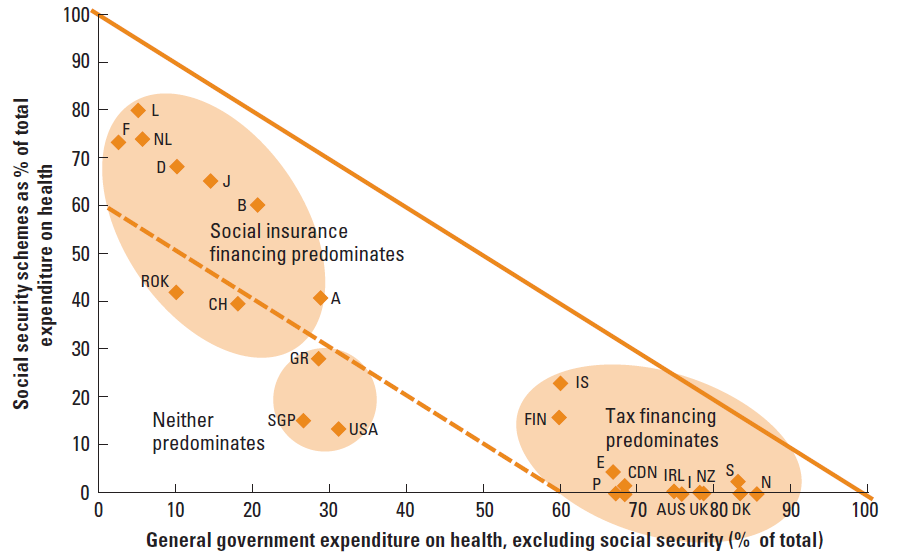 Social security schemes as % of total
expenditure on health
100
90
80
70
60
50
40
30
20
10
0
L
F
NL
D
J
B
Social insurance
financing predominates
ROK
CH
A
GR
SGP
USA
Neither
predominates
IS
FIN
Tax financing
predominates
E
CDN
IRL
I
NZ
S
N
P
AUS
UK
DK
0
10
20
30
40
50
60
70
80
90
100
General government expenditure on health, excluding social security (% of total)